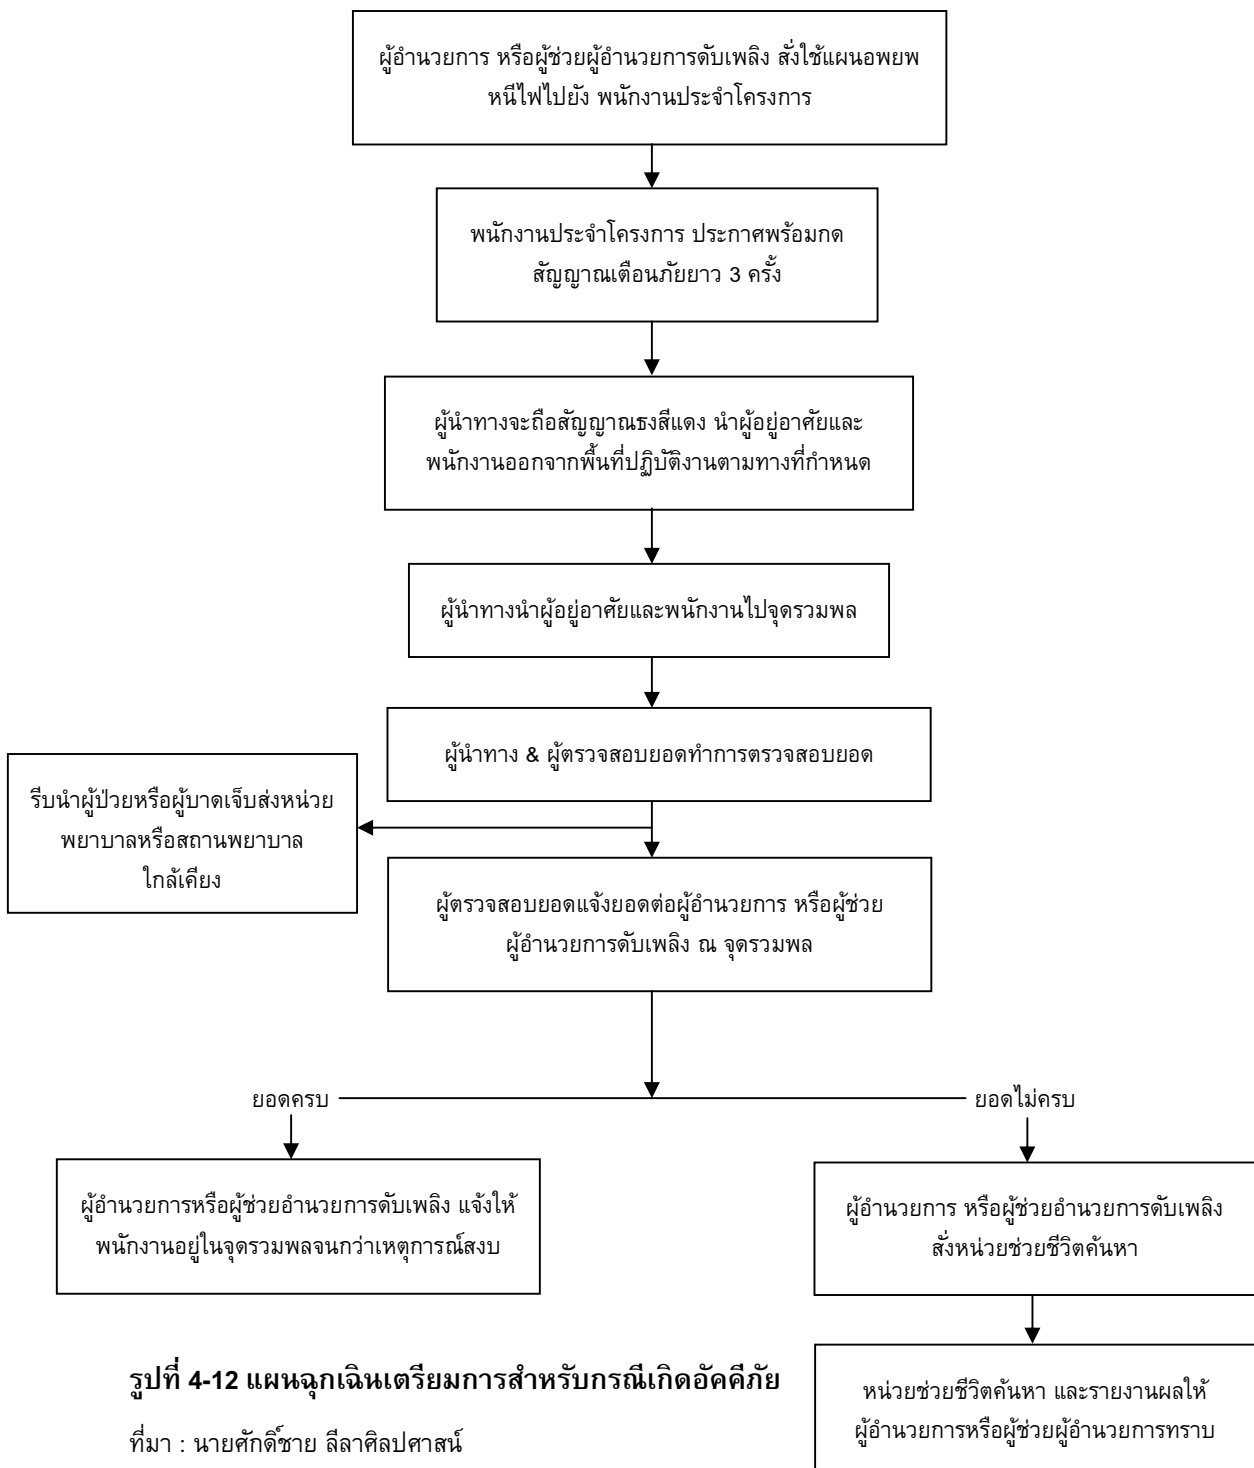 ผู้อำนวยการ หรือผู้ช่วยผู้อำนวยการดับเพลิง สั่งใช้แผนอพยพ
หนีไฟไปยัง พนักงานประจำโครงการ
พนักงานประจำโครงการ ประกาศพร้อมกด
สัญญาณเตือนภัยยาว 3 ครั้ง
ผู้นำทางจะถือสัญญาณธงสีแดง นำผู้อยู่อาศัยและ
พนักงานออกจากพื้นที่ปฏิบัติงานตามทางที่กำหนด
ผู้นำทางนำผู้อยู่อาศัยและพนักงานไปจุดรวมพล
ผู้นำทาง & ผู้ตรวจสอบยอดทำการตรวจสอบยอด
รีบนำผู้ป่วยหรือผู้บาดเจ็บส่งหน่วย
พยาบาลหรือสถานพยาบาล
ใกล้เคียง
ผู้ตรวจสอบยอดแจ้งยอดต่อผู้อำนวยการ หรือผู้ช่วย
ผู้อำนวยการดับเพลิง ณ จุดรวมพล
ยอดครบ
ยอดไม่ครบ
ผู้อำนวยการหรือผู้ช่วยอำนวยการดับเพลิง แจ้งให้
พนักงานอยู่ในจุดรวมพลจนกว่าเหตุการณ์สงบ
ผู้อำนวยการ หรือผู้ช่วยอำนวยการดับเพลิง
สั่งหน่วยช่วยชีวิตค้นหา
หน่วยช่วยชีวิตค้นหา และรายงานผลให้
ผู้อำนวยการหรือผู้ช่วยผู้อำนวยการทราบ
รูปที่ 4-12 แผนฉุกเฉินเตรียมการสำหรับกรณีเกิดอัคคีภัย
ที่มา : นายศักดิ์ชาย ลีลาศิลปศาสน์